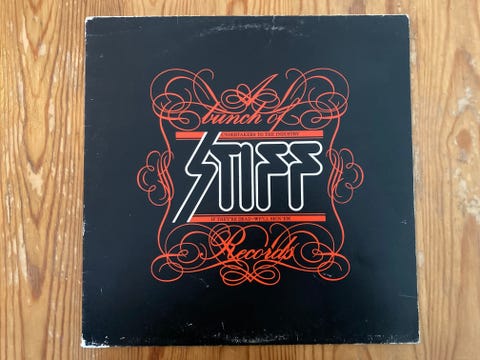 A
bunch of
UNDERTAKERS TO THE INDUSTRY
STIFF
IF THEY'RE DEAD-WE'LL SIGN'EM
Records